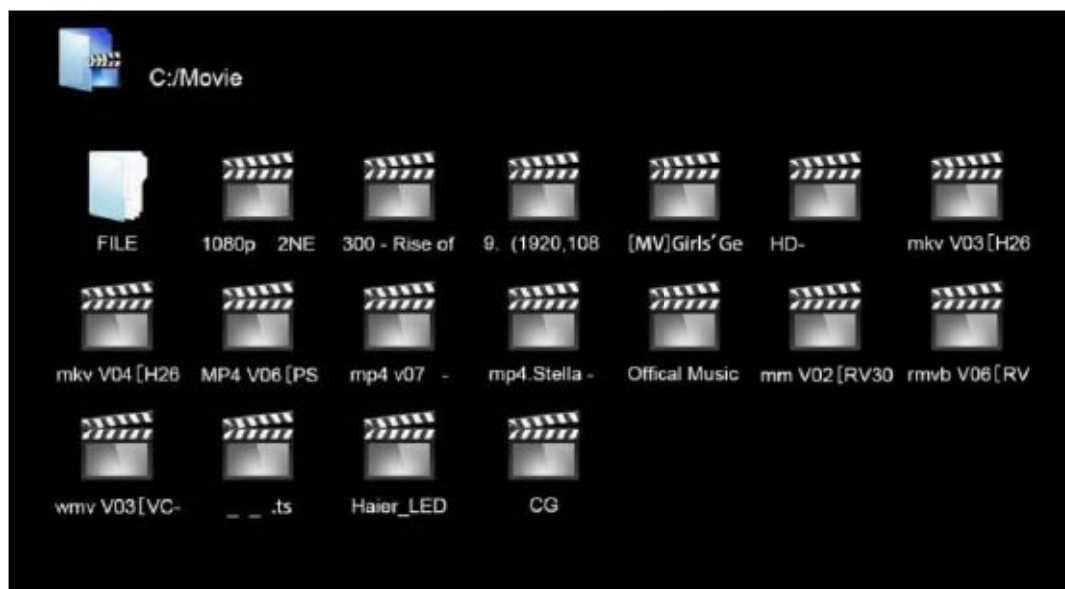 C:/Movie
FILE 1080p 2NE 300 - Rise of 9. (1920,108 [MV]Girls' Ge HD- mkv V03[H26
mkv V04[H26 MP4 V06[PS mp4 v07 - mp4.Stella - Offical Music mm V02[RV30 rmvb V06[RV
wmv V03[VC- _ _ .ts Haier_LED CG